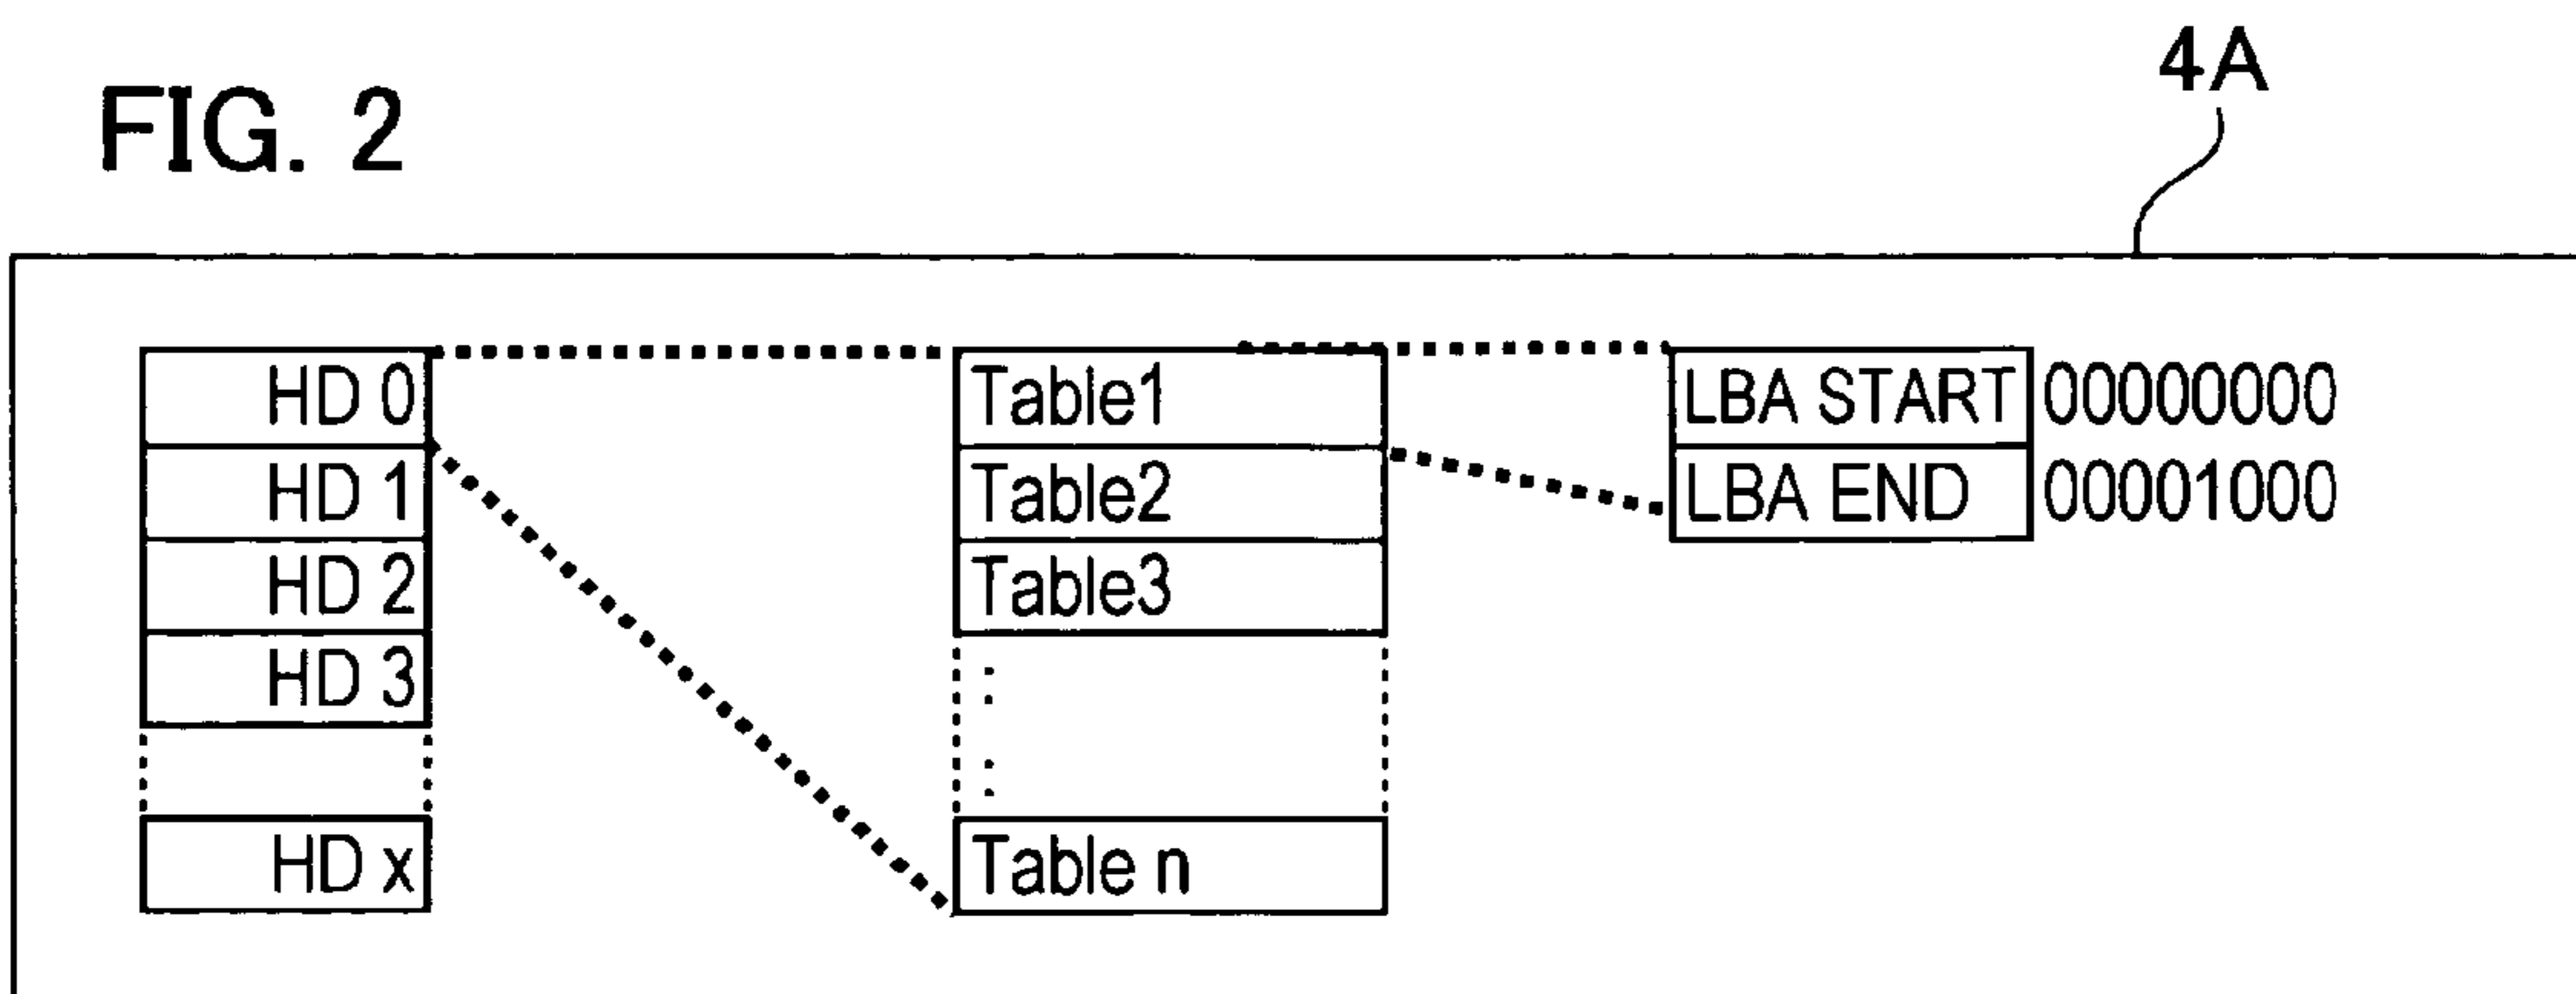 FIG. 2
4A
HD 0
HD 1
HD 2
HD 3
HD x
Table1
Table2
Table3
Table n
LBA START 00000000
LBA END 00001000